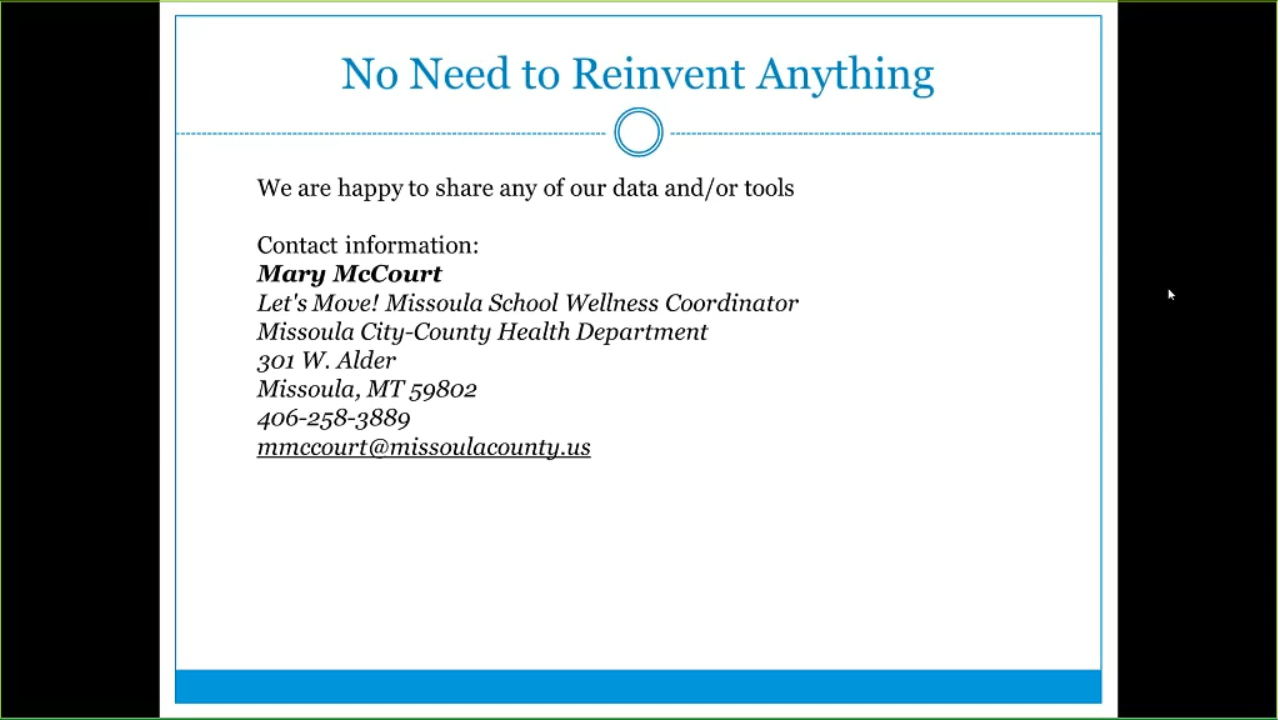 No Need to Reinvent Anything
We are happy to share any of our data and/or tools
Contact information:
Mary McCourt
Let's Move! Missoula School Wellness Coordinator
Missoula City-County Health Department
301 W. Alder
Missoula, MT 59802
406-258-3889
mmccourt@missoulacounty.us